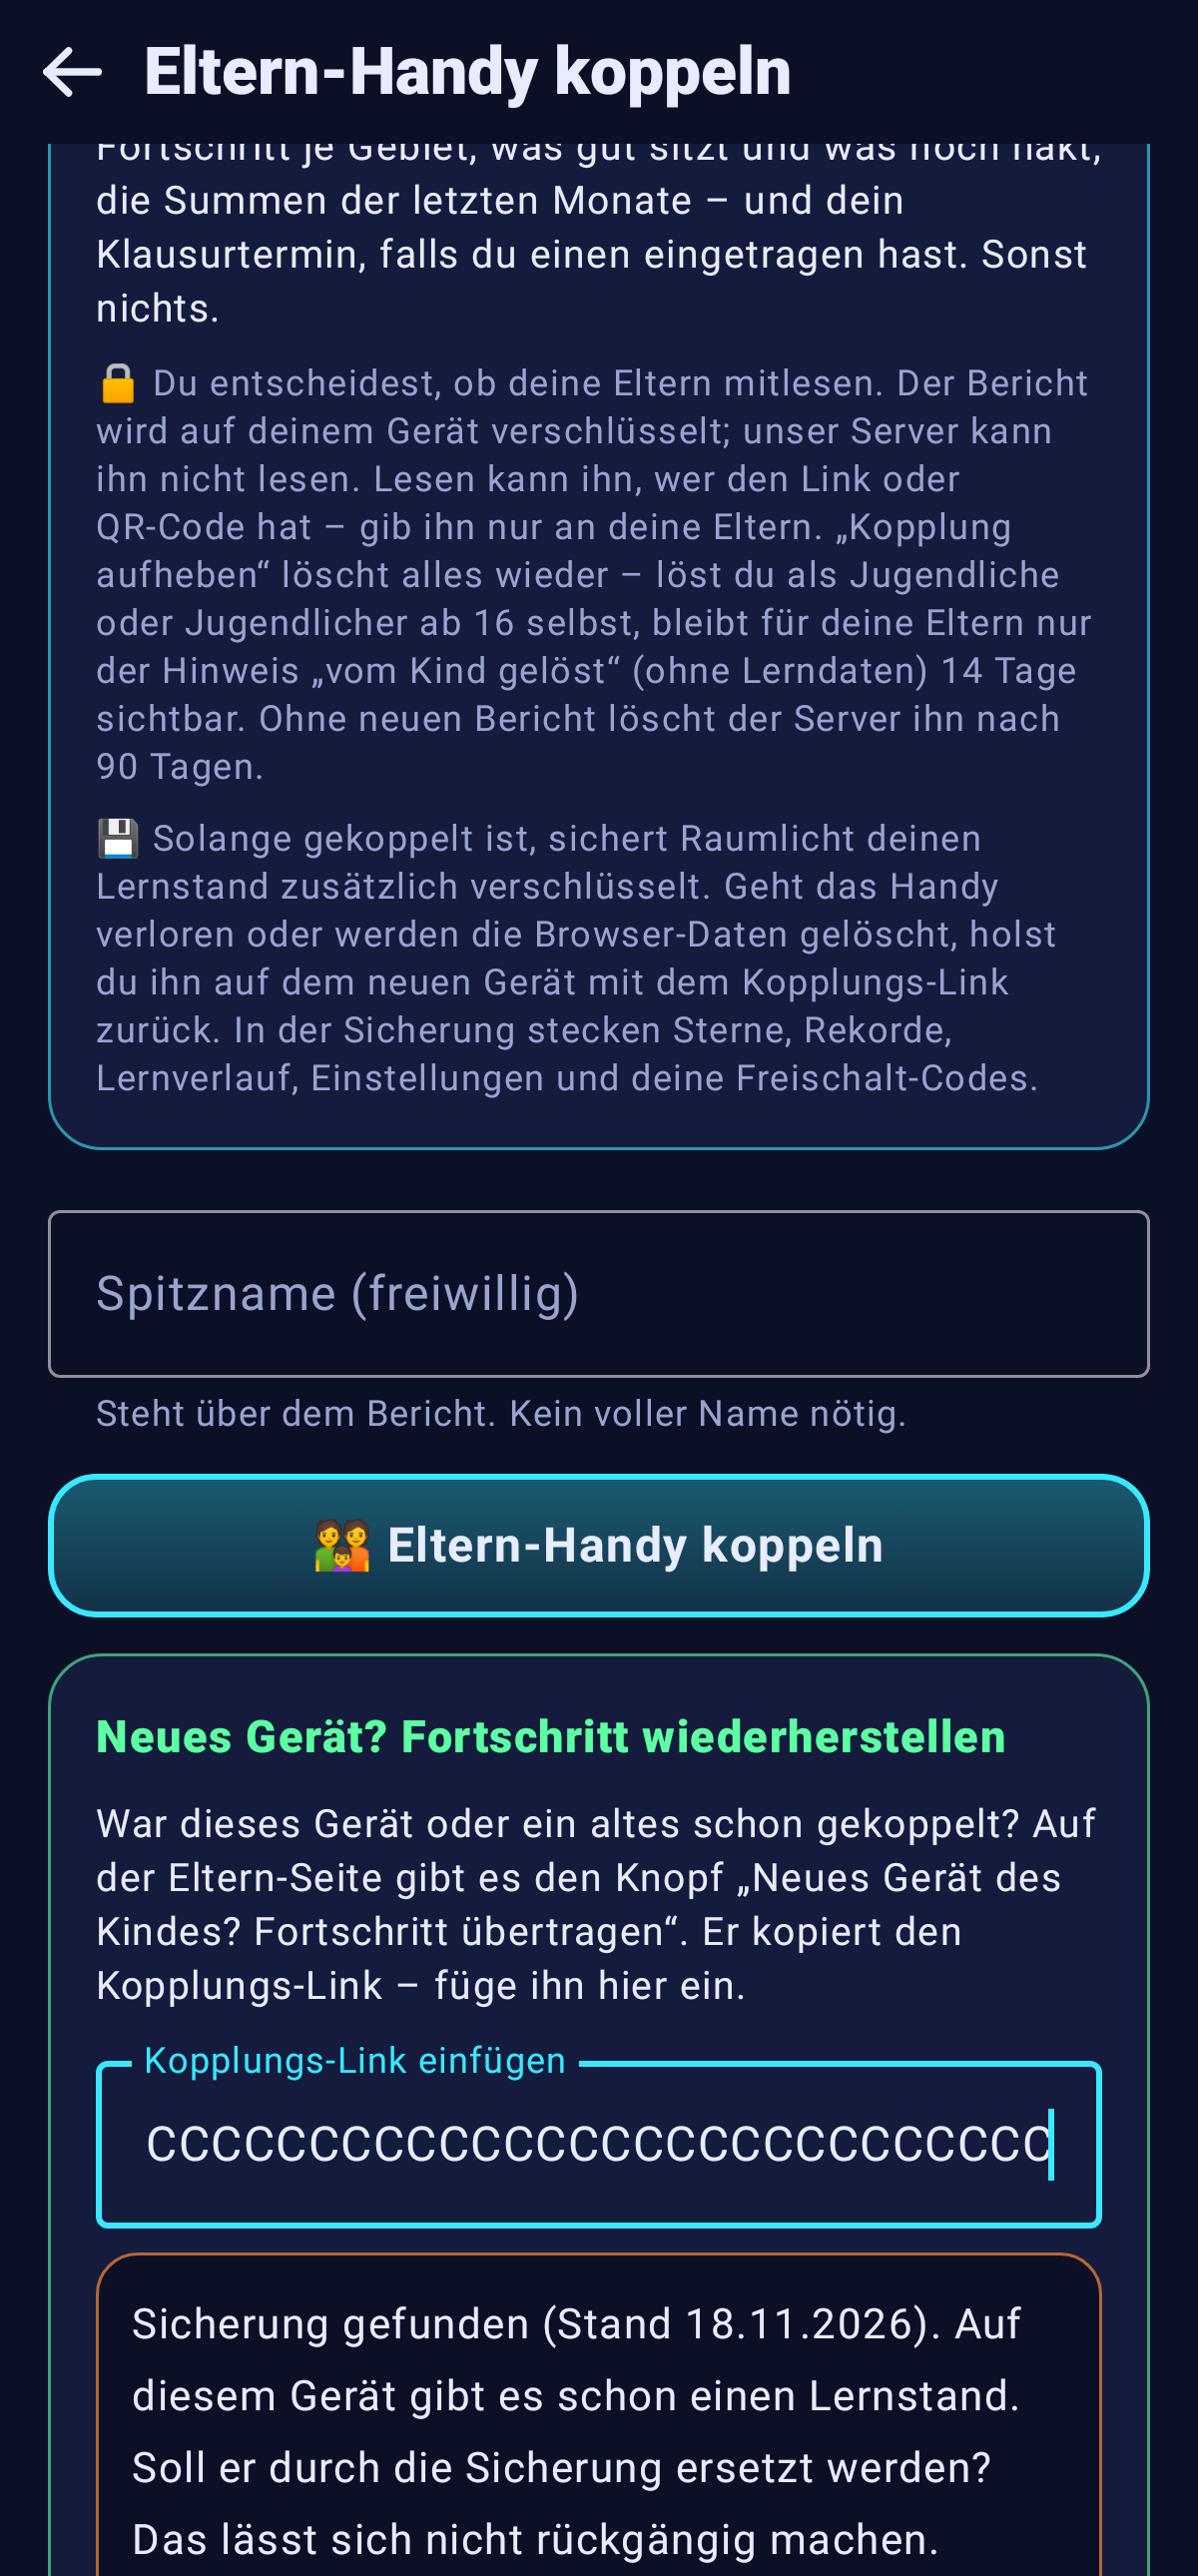 Eltern-Handy koppeln
Fortschritt je Gebiet, was gut sitzt und was noch hakt,
die Summen der letzten Monate – und dein
Klausurtermin, falls du einen eingetragen hast. Sonst
nichts.
🔒 Du entscheidest, ob deine Eltern mitlesen. Der Bericht
wird auf deinem Gerät verschlüsselt; unser Server kann
ihn nicht lesen. Lesen kann ihn, wer den Link oder
QR-Code hat – gib ihn nur an deine Eltern. „Kopplung
aufheben“ löscht alles wieder – löst du als Jugendliche
oder Jugendlicher ab 16 selbst, bleibt für deine Eltern nur
der Hinweis „vom Kind gelöst“ (ohne Lerndaten) 14 Tage
sichtbar. Ohne neuen Bericht löscht der Server ihn nach
90 Tagen.
💾 Solange gekoppelt ist, sichert Raumlicht deinen
Lernstand zusätzlich verschlüsselt. Geht das Handy
verloren oder werden die Browser-Daten gelöscht, holst
du ihn auf dem neuen Gerät mit dem Kopplungs-Link
zurück. In der Sicherung stecken Sterne, Rekorde,
Lernverlauf, Einstellungen und deine Freischalt-Codes.
Spitzname (freiwillig)
Steht über dem Bericht. Kein voller Name nötig.
👨‍👩‍👦 Eltern-Handy koppeln
Neues Gerät? Fortschritt wiederherstellen
War dieses Gerät oder ein altes schon gekoppelt? Auf
der Eltern-Seite gibt es den Knopf „Neues Gerät des
Kindes? Fortschritt übertragen“. Er kopiert den
Kopplungs-Link – füge ihn hier ein.
Kopplungs-Link einfügen
CCCCCCCCCCCCCCCCCCCCCCCCCCCC
Sicherung gefunden (Stand 18.11.2026). Auf
diesem Gerät gibt es schon einen Lernstand.
Soll er durch die Sicherung ersetzt werden?
Das lässt sich nicht rückgängig machen.